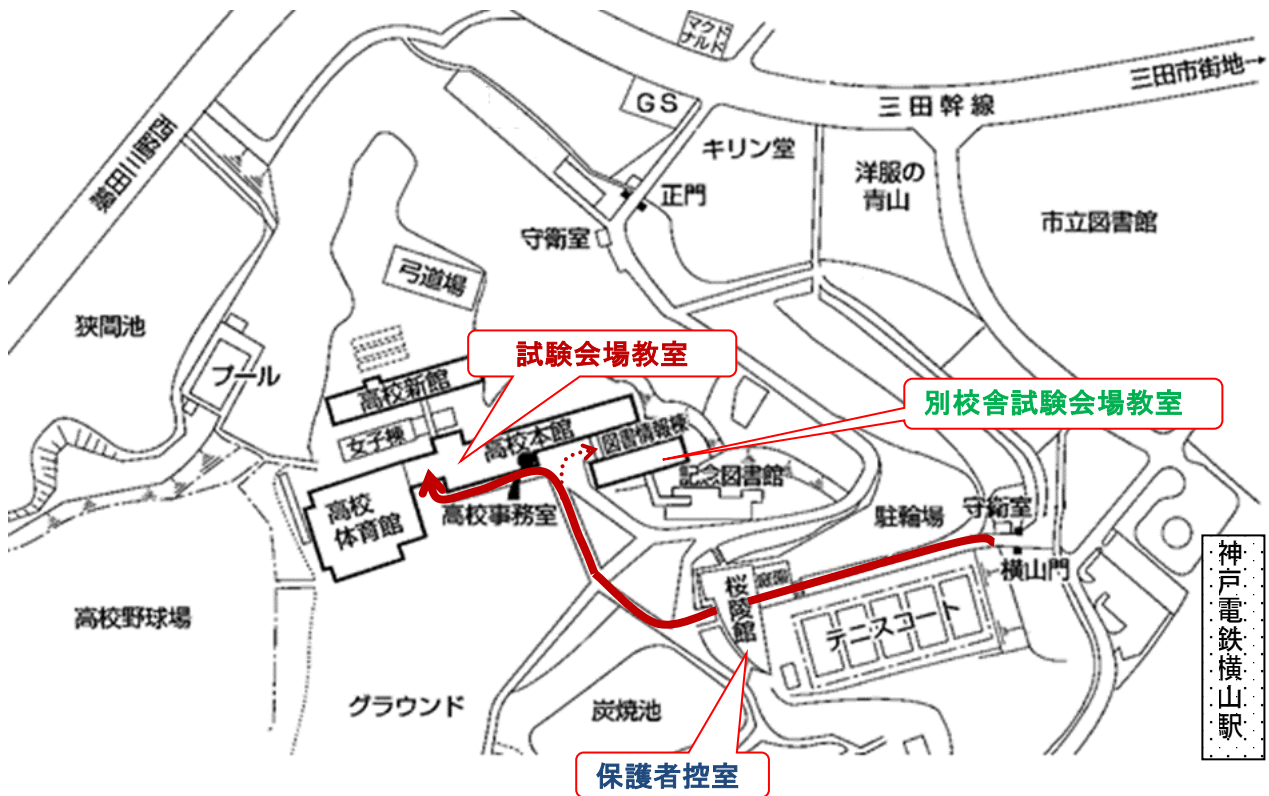 マクド
ナルド
三田市街地→
GS
三田幹線
キリン堂
洋服の
青山
正門
市立図書館
守衛室
弓道場
狭間池
プール
試験会場教室
高校新館
別校舎試験会場教室
女子棟
高校本館
図書情報棟
記念図書館
高校
体育館
高校事務室
駐輪場
守衛室
横山門
神戸電鉄横山駅
桜陵館
テニスコート
高校野球場
グラウンド
炭焼池
保護者控室